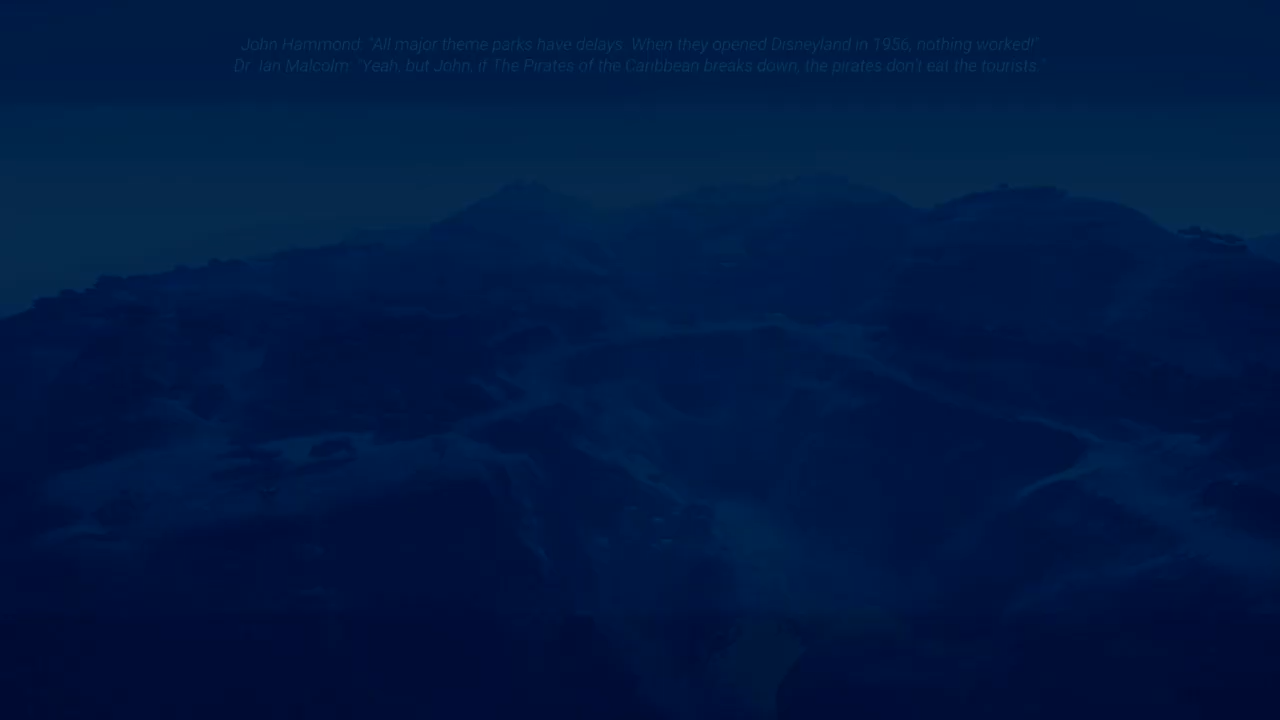 John Hammond: "All major theme parks have delays. When they opened Disneyland in 1956, nothing worked!"
Dr. Ian Malcolm: "Yeah, but John, if The Pirates of the Caribbean breaks down, the pirates don't eat the tourists."